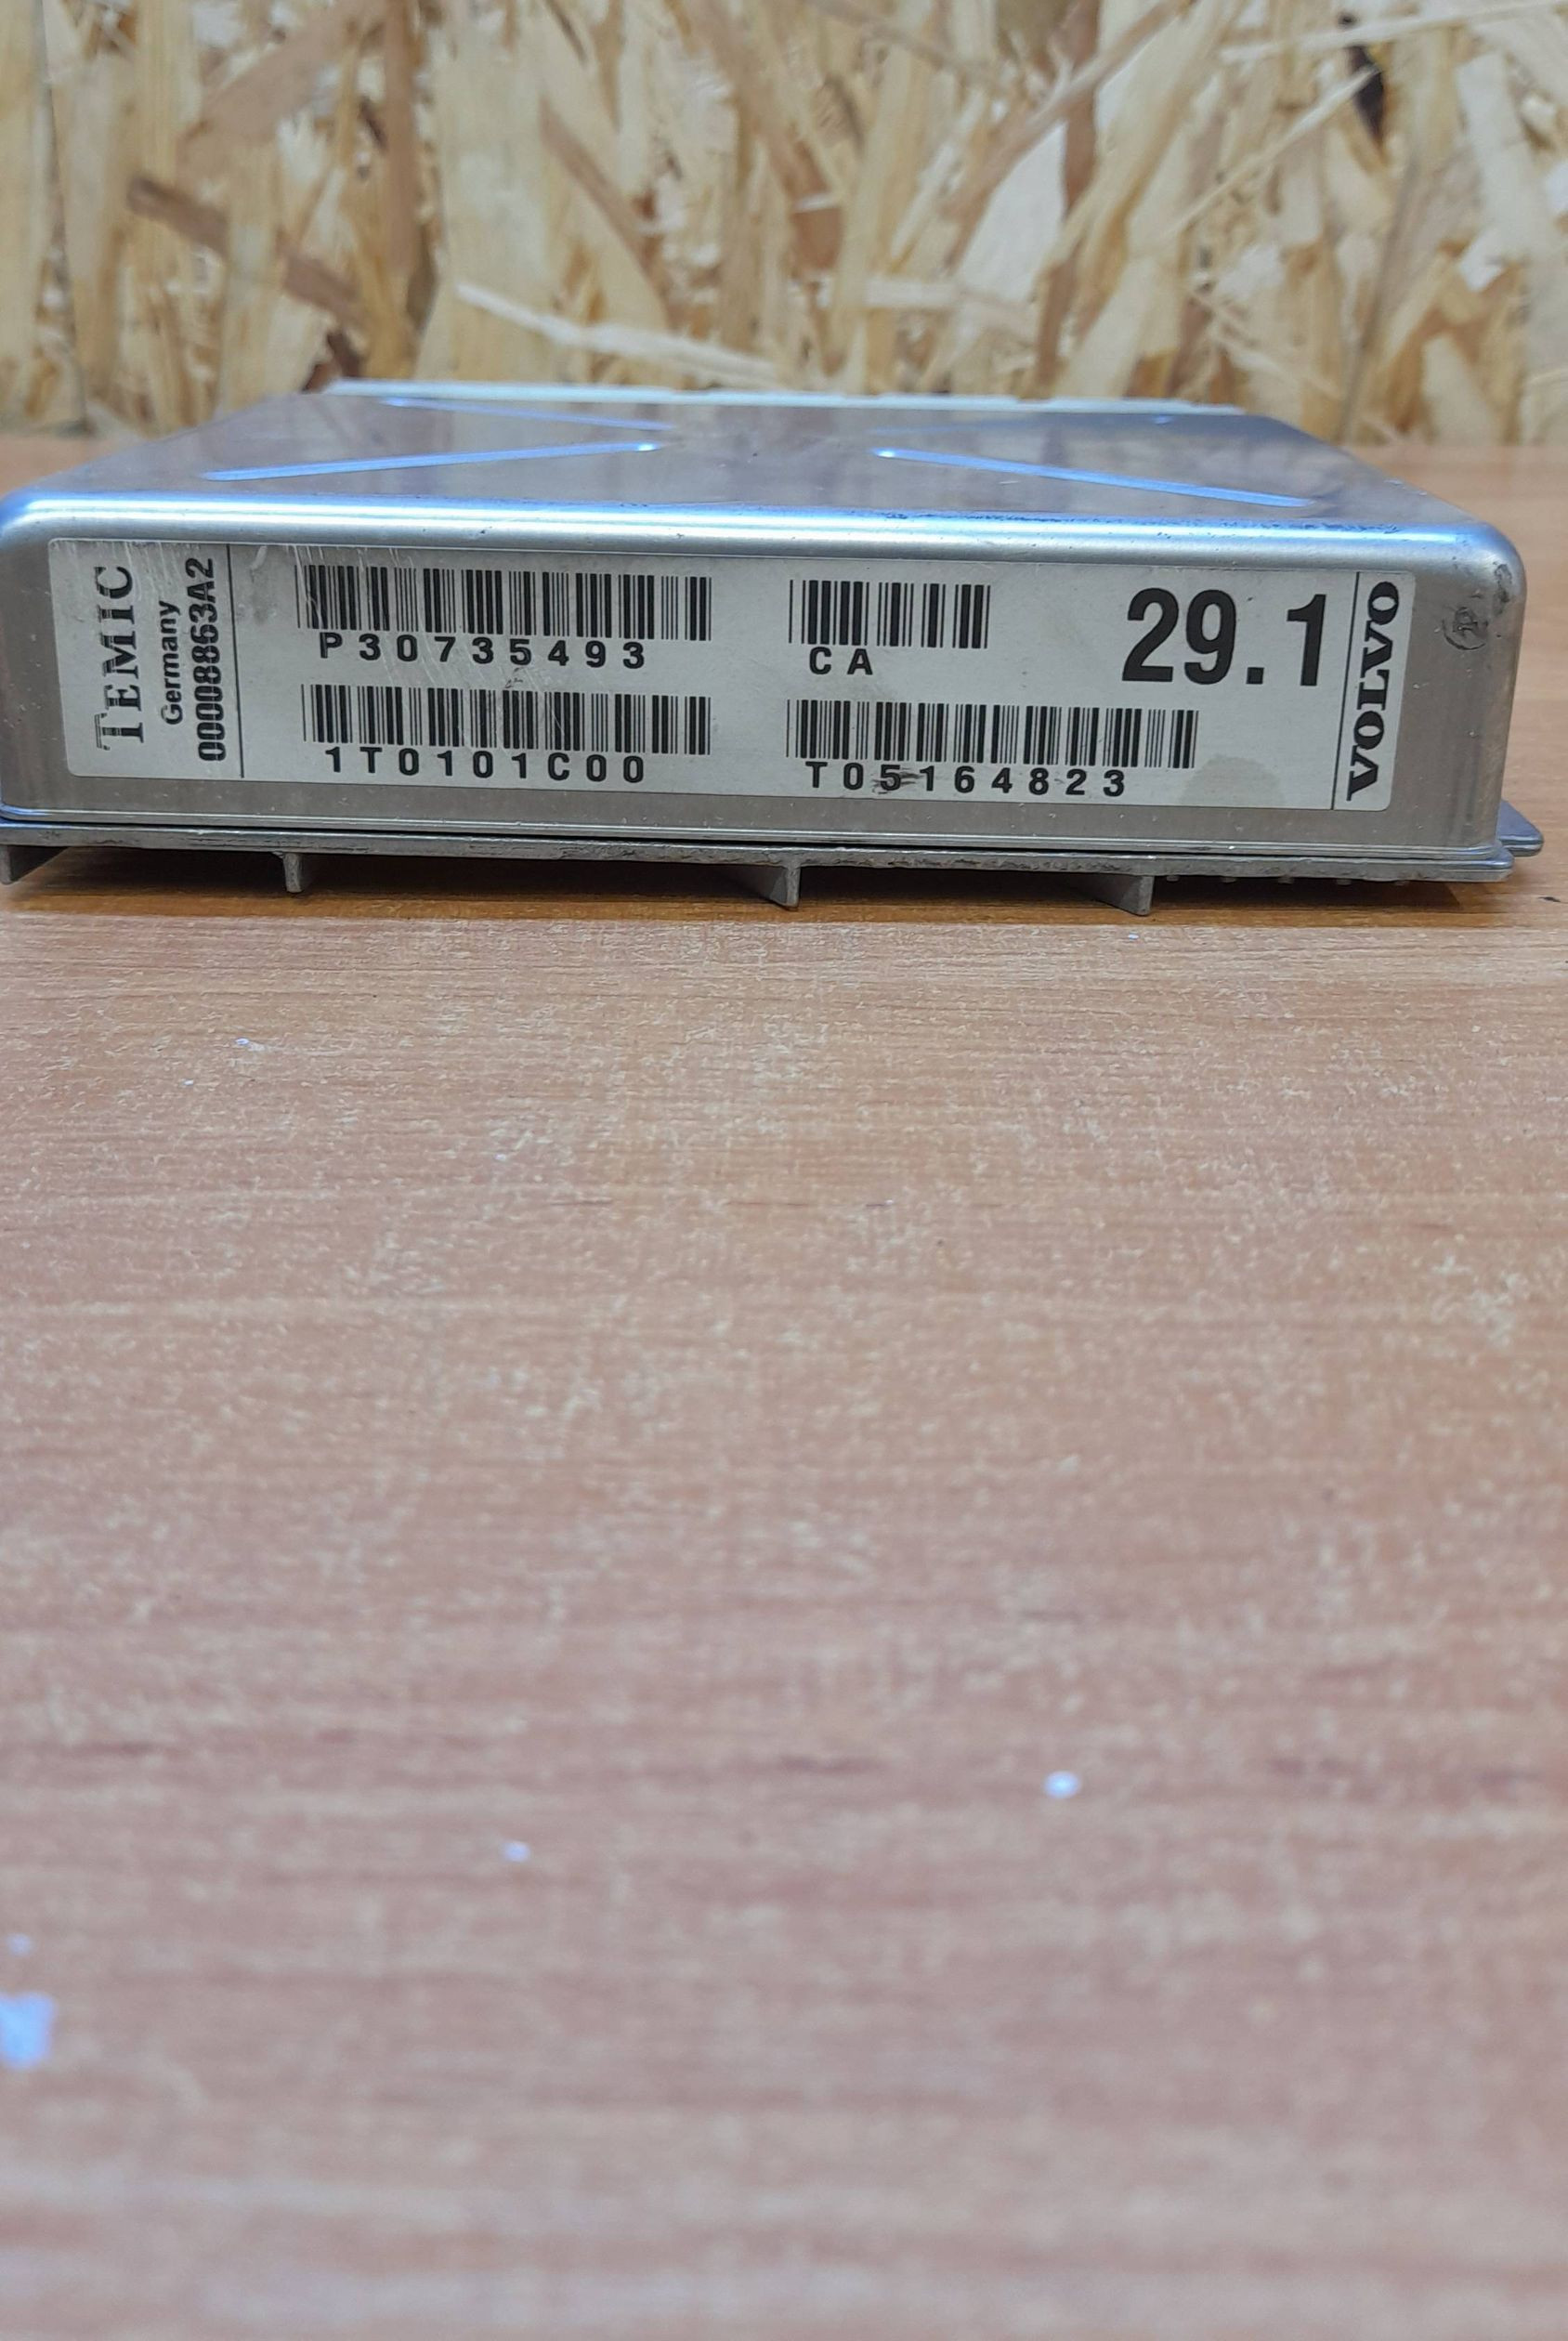 TEMIC
Germany
00008863A2
P30735493
1T0101C00
CA
T05164823
29.1
VOLVO